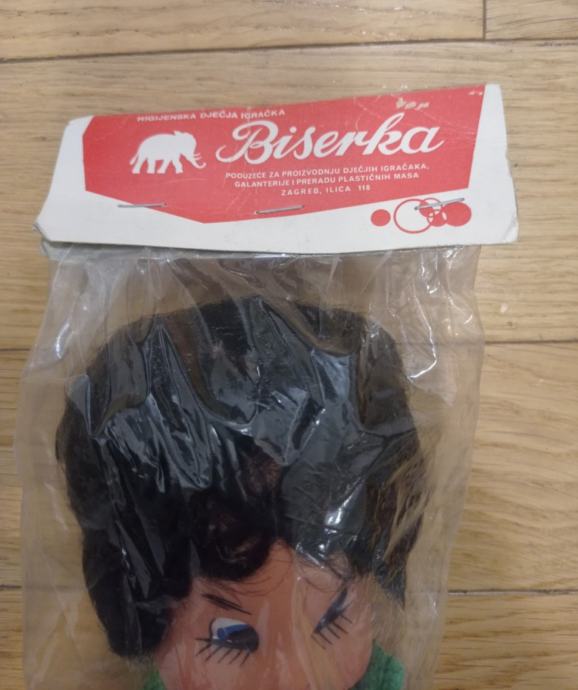 HIGIJENSKA DJEČJA IGRAČKA
Biserka
PODUZEĆE ZA PROIZVODNJU DJEČJIH IGRAČAKA,
GALANTERIJE I PRERADU PLASTIČNIH MASA
ZAGREB, ILICA 118